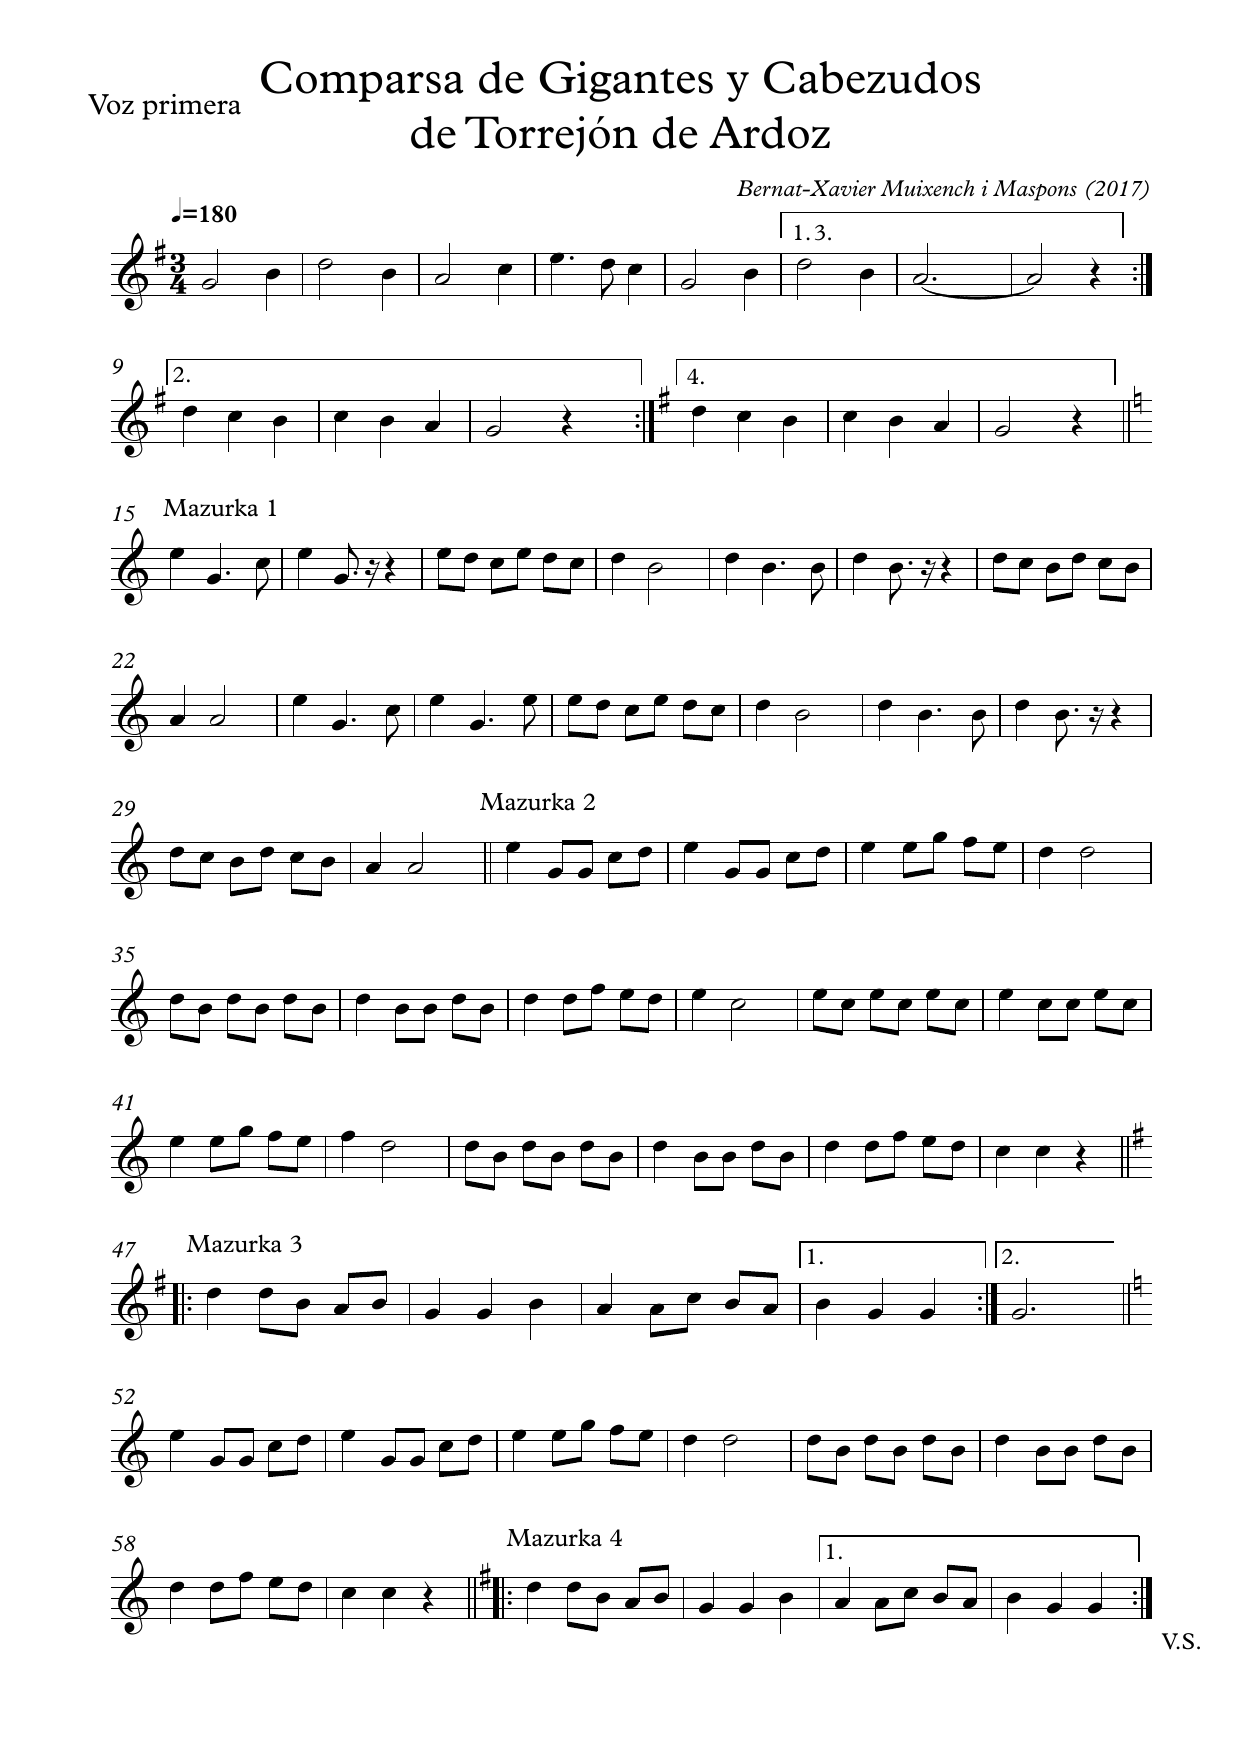 Comparsa de Gigantes y Cabezudos
Voz primera
de Torrejón de Ardoz
Bernat-Xavier Muixench i Maspons (2017)
♩=180
1. 3.
3
4
9
2.
4.
15 Mazurka 1
22
29
Mazurka 2
35
41
47 Mazurka 3
1.
2.
52
58
Mazurka 4
1.
V.S.